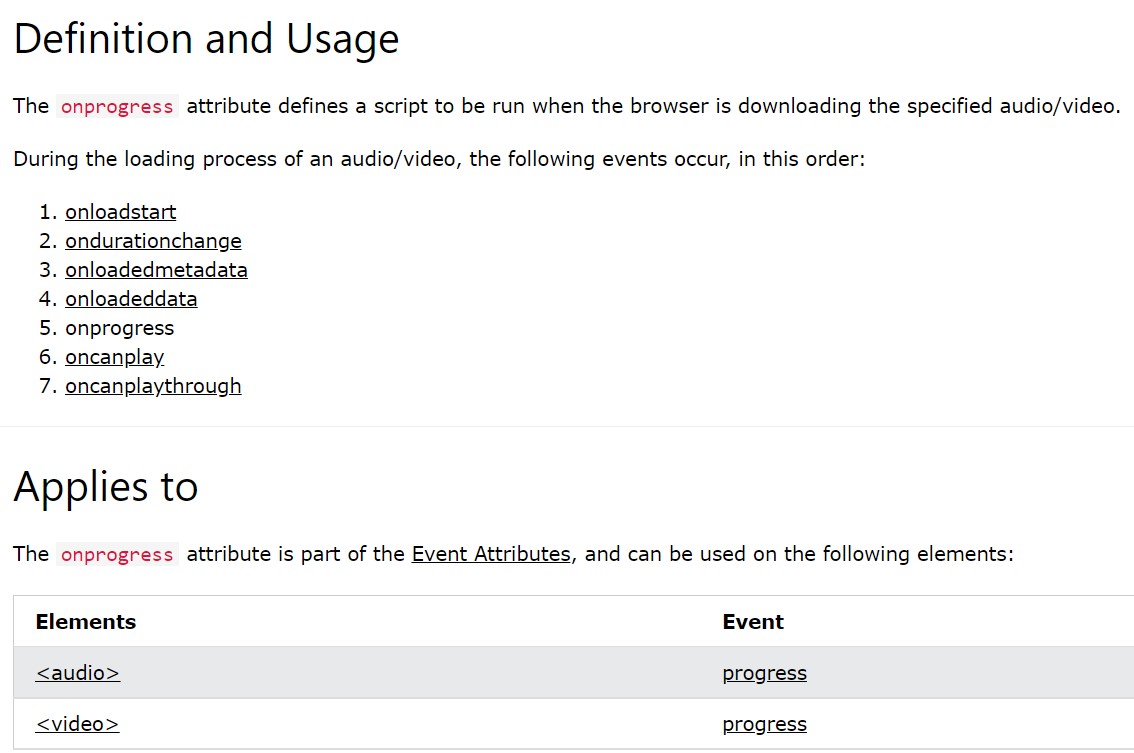 Definition and Usage
The onprogress attribute defines a script to be run when the browser is downloading the specified audio/video.
During the loading process of an audio/video, the following events occur, in this order:
1. onloadstart
2. ondurationchange
3. onloadedmetadata
4. onloadeddata
5. onprogress
6. oncanplay
7. oncanplaythrough
Applies to
The onprogress attribute is part of the Event Attributes, and can be used on the following elements:
Elements Event
<audio> progress
<video> progress